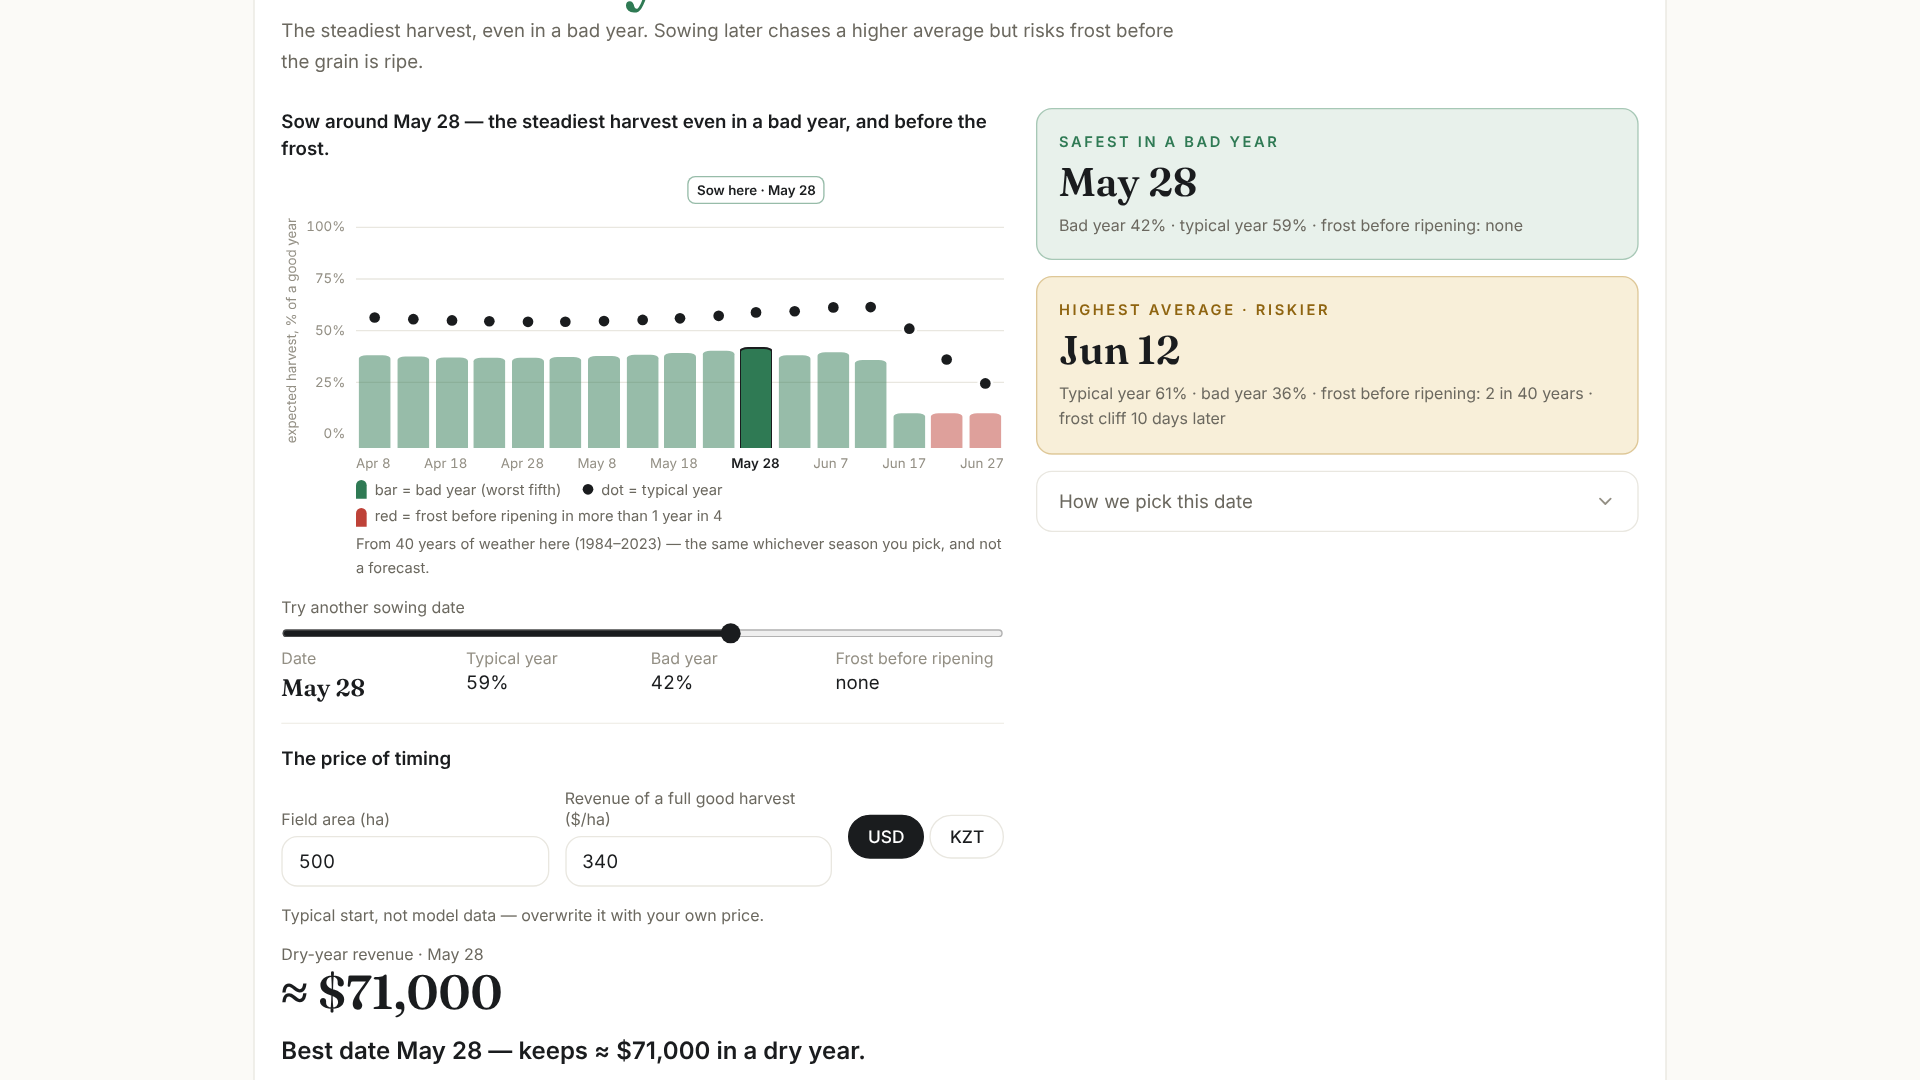 The steadiest harvest, even in a bad year. Sowing later chases a higher average but risks frost before
the grain is ripe.
Sow around May 28 — the steadiest harvest even in a bad year, and before the
frost.
Sow here · May 28
expected harvest, % of a good year
100%
75%
50%
25%
0%
Apr 8
Apr 18
Apr 28
May 8
May 18
May 28
Jun 7
Jun 17
Jun 27
bar = bad year (worst fifth)
dot = typical year
red = frost before ripening in more than 1 year in 4
From 40 years of weather here (1984–2023) — the same whichever season you pick, and not
a forecast.
Try another sowing date
Date
Typical year
Bad year
Frost before ripening
May 28
59%
42%
none
The price of timing
Field area (ha)
Revenue of a full good harvest
($/ha)
500
340
USD
KZT
Typical start, not model data — overwrite it with your own price.
Dry-year revenue · May 28
≈ $71,000
Best date May 28 — keeps ≈ $71,000 in a dry year.
SAFEST IN A BAD YEAR
May 28
Bad year 42% · typical year 59% · frost before ripening: none
HIGHEST AVERAGE · RISKIER
Jun 12
Typical year 61% · bad year 36% · frost before ripening: 2 in 40 years ·
frost cliff 10 days later
How we pick this date